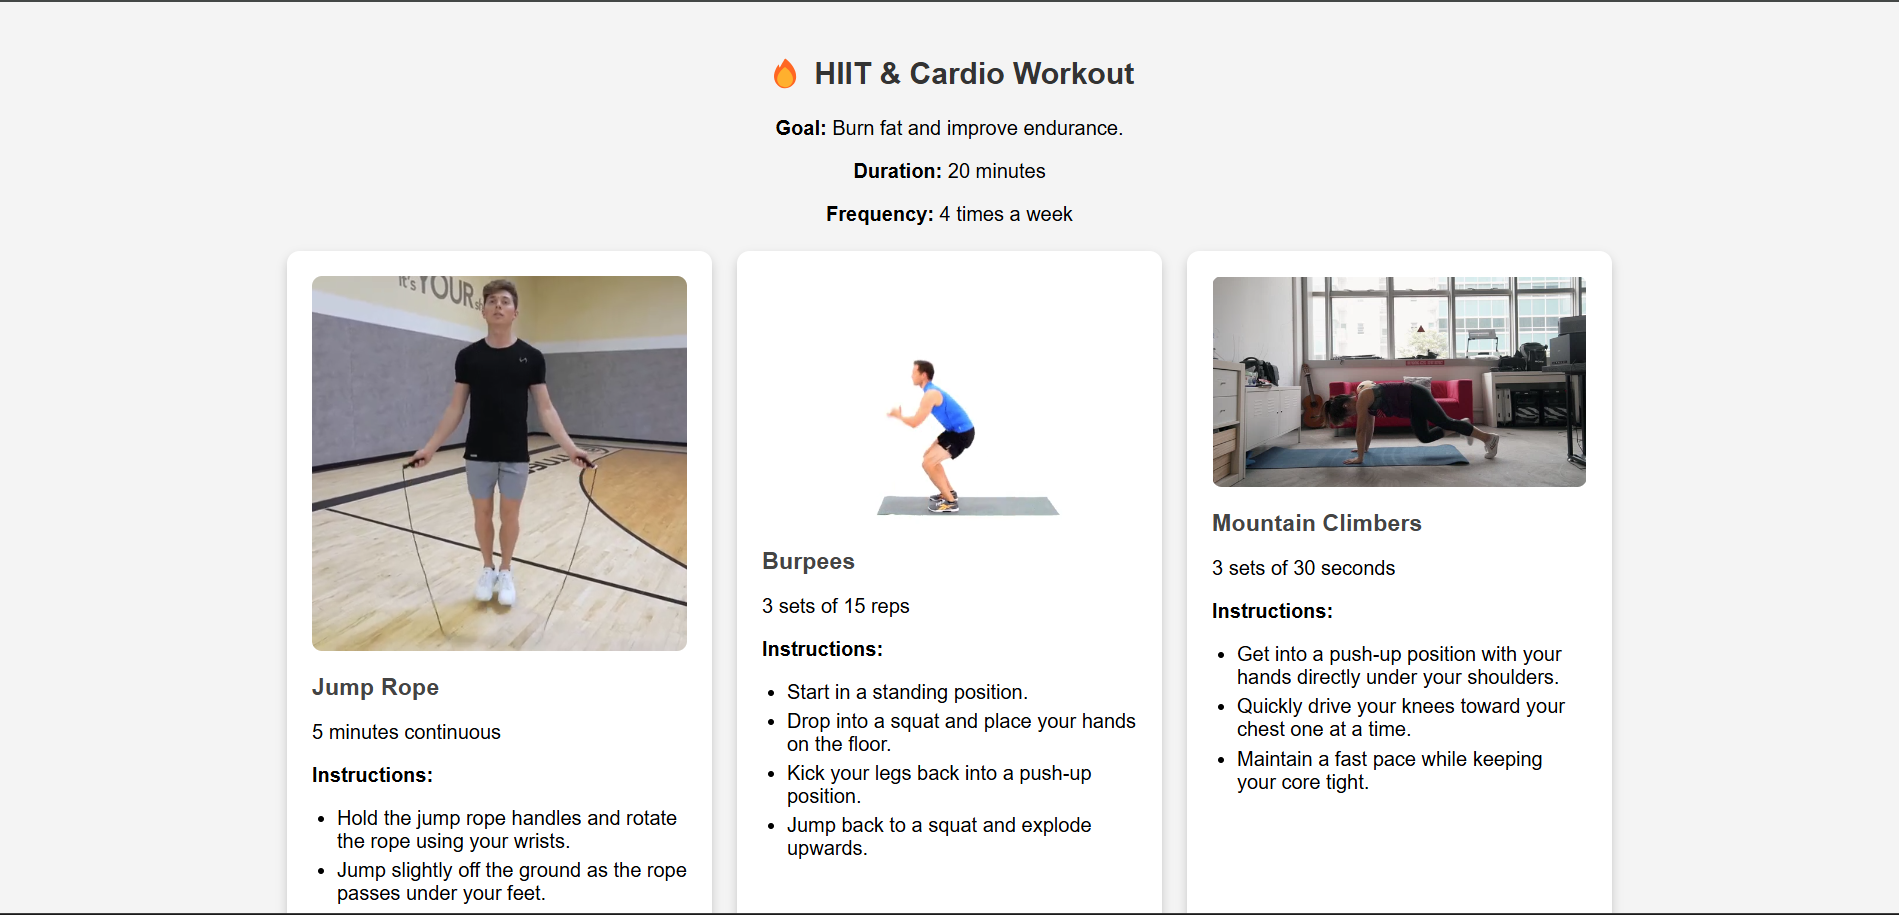 🔥 HIIT & Cardio Workout
Goal: Burn fat and improve endurance.
Duration: 20 minutes
Frequency: 4 times a week
it's YOUR
Jump Rope
5 minutes continuous
Instructions:
• Hold the jump rope handles and rotate
the rope using your wrists.
• Jump slightly off the ground as the rope
passes under your feet.
Burpees
3 sets of 15 reps
Instructions:
• Start in a standing position.
• Drop into a squat and place your hands
on the floor.
• Kick your legs back into a push-up
position.
• Jump back to a squat and explode
upwards.
Mountain Climbers
3 sets of 30 seconds
Instructions:
• Get into a push-up position with your
hands directly under your shoulders.
• Quickly drive your knees toward your
chest one at a time.
• Maintain a fast pace while keeping
your core tight.